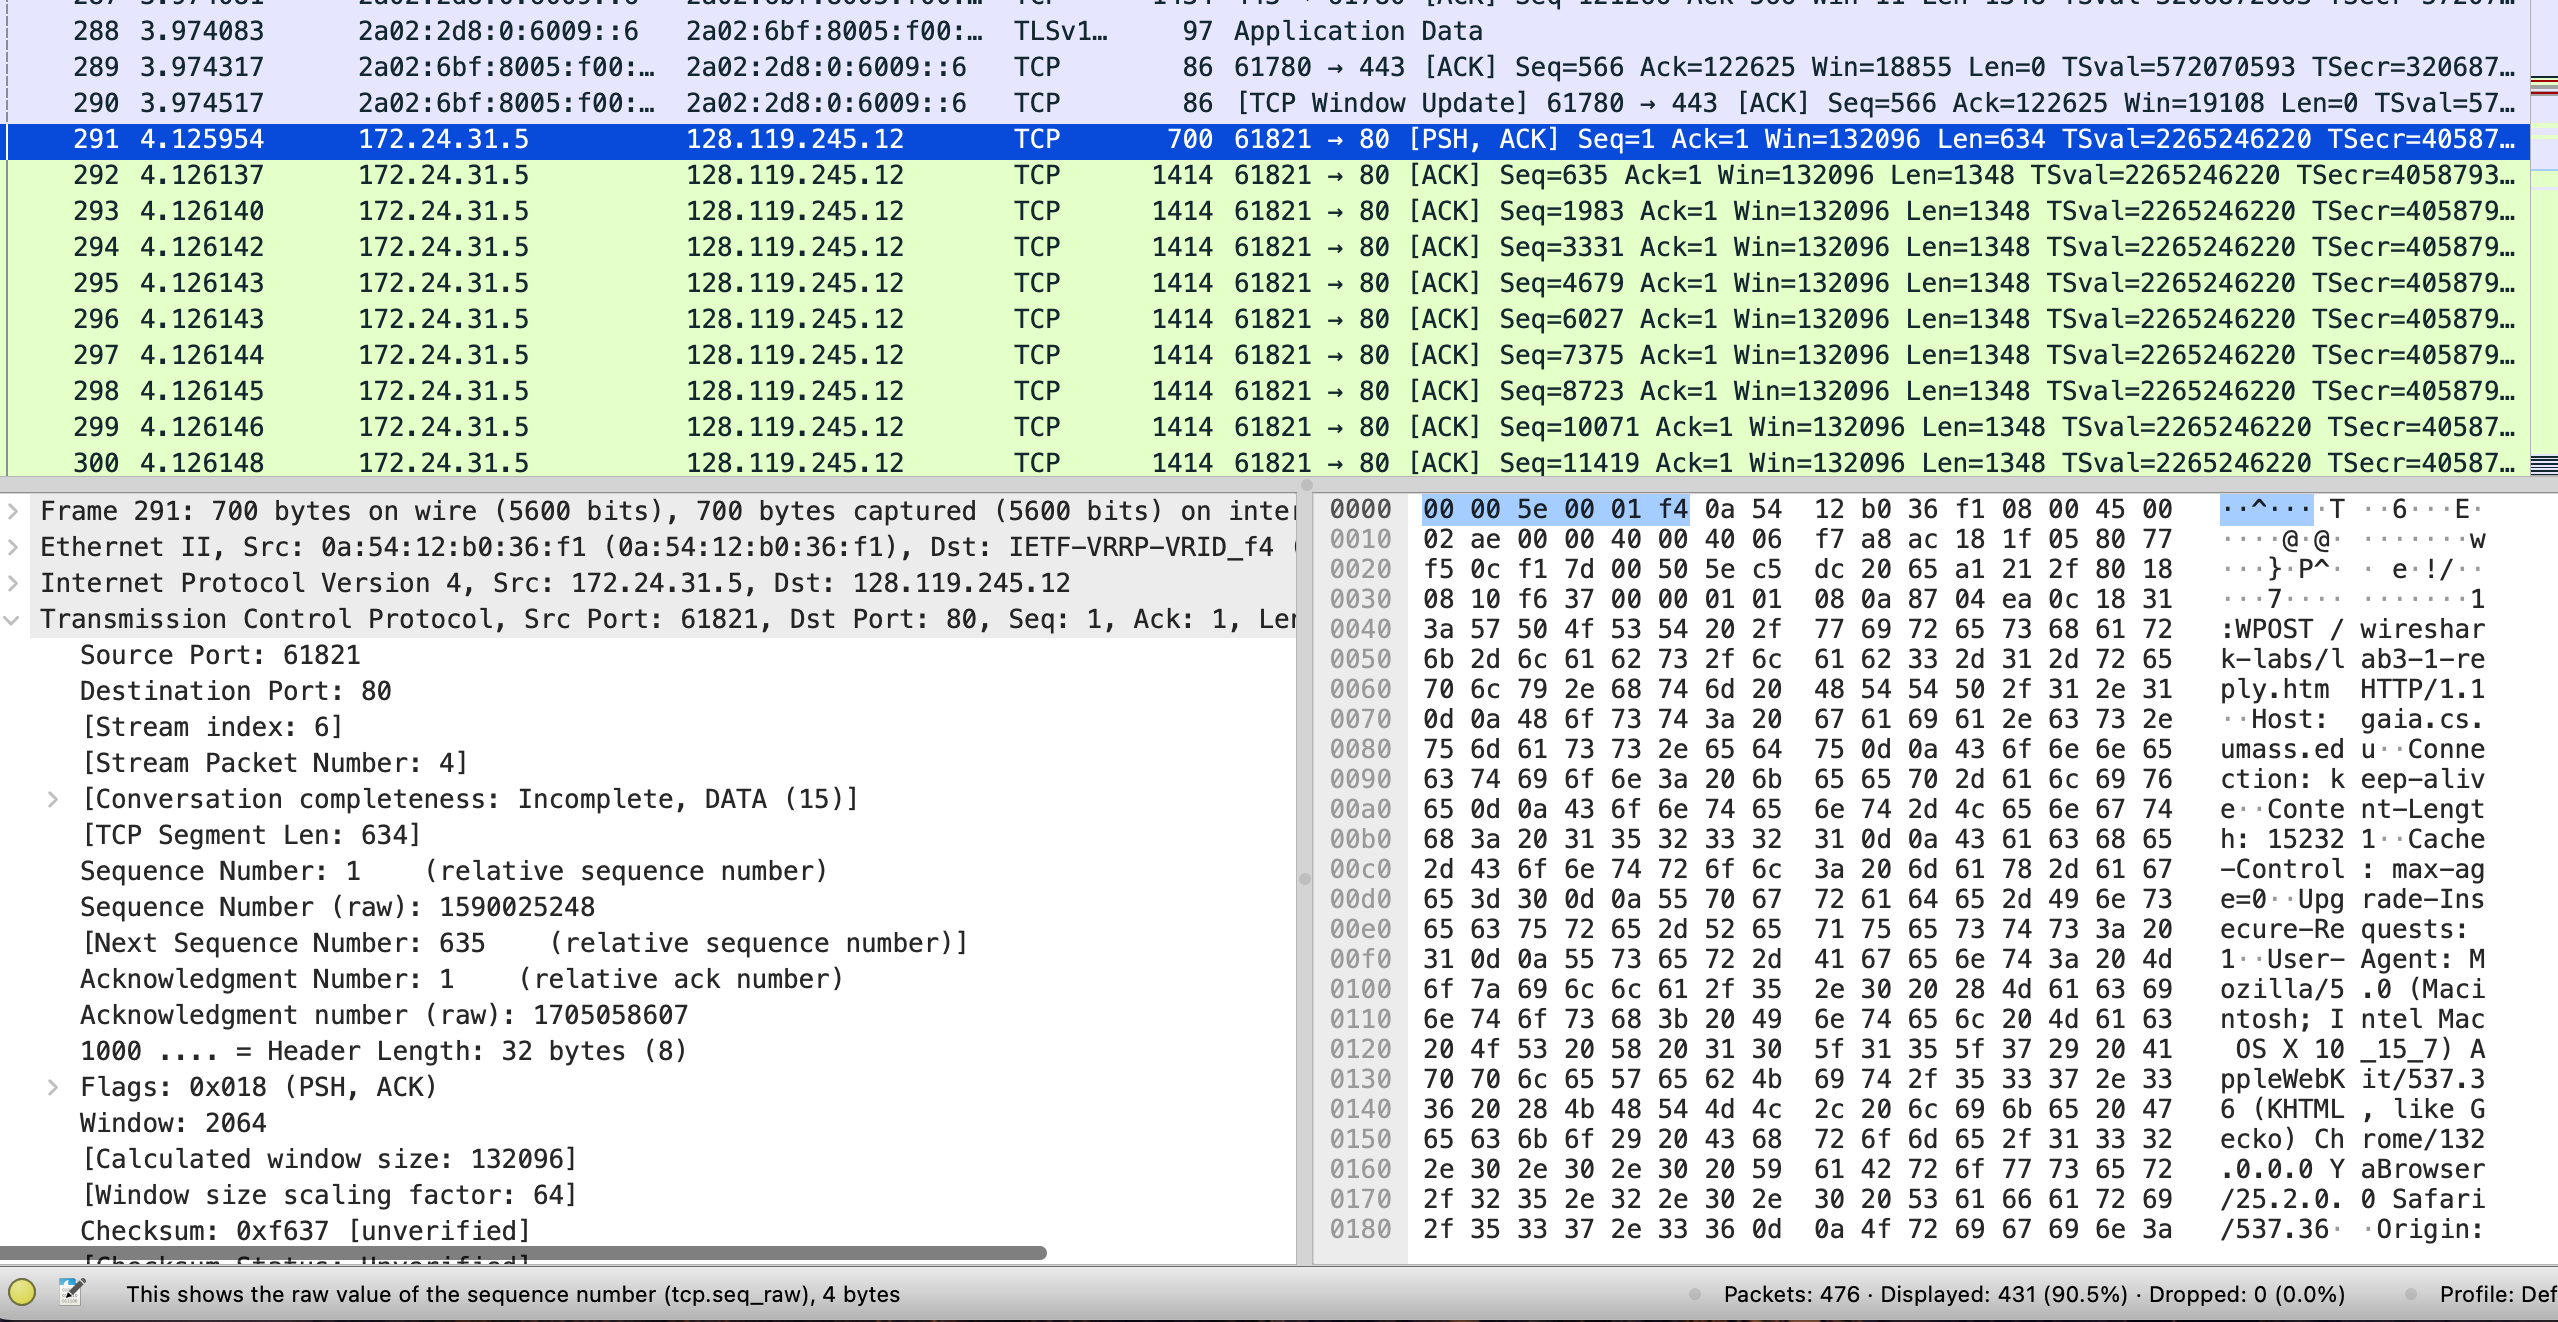 288 3.974083 2a02:2d8:0:6009::6 2a02:6bf:8005:f00:… TLSv1… 97 Application Data
289 3.974317 2a02:6bf:8005:f00:… 2a02:2d8:0:6009::6 TCP 86 61780 → 443 [ACK] Seq=566 Ack=122625 Win=18855 Len=0 TSval=572070593 TSecr=320687…
290 3.974517 2a02:6bf:8005:f00:… 2a02:2d8:0:6009::6 TCP 86 [TCP Window Update] 61780 → 443 [ACK] Seq=566 Ack=122625 Win=19108 Len=0 TSval=57…
291 4.125954 172.24.31.5 128.119.245.12 TCP 700 61821 → 80 [PSH, ACK] Seq=1 Ack=1 Win=132096 Len=634 TSval=2265246220 TSecr=40587…
292 4.126137 172.24.31.5 128.119.245.12 TCP 1414 61821 → 80 [ACK] Seq=635 Ack=1 Win=132096 Len=1348 TSval=2265246220 TSecr=4058793…
293 4.126140 172.24.31.5 128.119.245.12 TCP 1414 61821 → 80 [ACK] Seq=1983 Ack=1 Win=132096 Len=1348 TSval=2265246220 TSecr=405879…
294 4.126142 172.24.31.5 128.119.245.12 TCP 1414 61821 → 80 [ACK] Seq=3331 Ack=1 Win=132096 Len=1348 TSval=2265246220 TSecr=405879…
295 4.126143 172.24.31.5 128.119.245.12 TCP 1414 61821 → 80 [ACK] Seq=4679 Ack=1 Win=132096 Len=1348 TSval=2265246220 TSecr=405879…
296 4.126143 172.24.31.5 128.119.245.12 TCP 1414 61821 → 80 [ACK] Seq=6027 Ack=1 Win=132096 Len=1348 TSval=2265246220 TSecr=405879…
297 4.126144 172.24.31.5 128.119.245.12 TCP 1414 61821 → 80 [ACK] Seq=7375 Ack=1 Win=132096 Len=1348 TSval=2265246220 TSecr=405879…
298 4.126145 172.24.31.5 128.119.245.12 TCP 1414 61821 → 80 [ACK] Seq=8723 Ack=1 Win=132096 Len=1348 TSval=2265246220 TSecr=405879…
299 4.126146 172.24.31.5 128.119.245.12 TCP 1414 61821 → 80 [ACK] Seq=10071 Ack=1 Win=132096 Len=1348 TSval=2265246220 TSecr=40587…
300 4.126148 172.24.31.5 128.119.245.12 TCP 1414 61821 → 80 [ACK] Seq=11419 Ack=1 Win=132096 Len=1348 TSval=2265246220 TSecr=40587…
Frame 291: 700 bytes on wire (5600 bits), 700 bytes captured (5600 bits) on inter
Ethernet II, Src: 0a:54:12:b0:36:f1 (0a:54:12:b0:36:f1), Dst: IETF-VRRP-VRID_f4 (
Internet Protocol Version 4, Src: 172.24.31.5, Dst: 128.119.245.12
Transmission Control Protocol, Src Port: 61821, Dst Port: 80, Seq: 1, Ack: 1, Len
Source Port: 61821
Destination Port: 80
[Stream index: 6]
[Stream Packet Number: 4]
[Conversation completeness: Incomplete, DATA (15)]
[TCP Segment Len: 634]
Sequence Number: 1 (relative sequence number)
Sequence Number (raw): 1590025248
[Next Sequence Number: 635 (relative sequence number)]
Acknowledgment Number: 1 (relative ack number)
Acknowledgment number (raw): 1705058607
1000 .... = Header Length: 32 bytes (8)
Flags: 0x018 (PSH, ACK)
Window: 2064
[Calculated window size: 132096]
[Window size scaling factor: 64]
Checksum: 0xf637 [unverified]
0000 00 00 5e 00 01 f4 0a 54 12 b0 36 f1 08 00 45 00 ··^····T ··6···E·
0010 02 ae 00 00 40 00 40 06 f7 a8 ac 18 1f 05 80 77 ····@·@· ·······w
0020 f5 0c f1 7d 00 50 5e c5 dc 20 65 a1 21 2f 80 18 ···}·P^· · e·!/··
0030 08 10 f6 37 00 00 01 01 08 0a 87 04 ea 0c 18 31 ···7···· ·······1
0040 3a 57 50 4f 53 54 20 2f 77 69 72 65 73 68 61 72 :WPOST / wireshar
0050 6b 2d 6c 61 62 73 2f 6c 61 62 33 2d 31 2d 72 65 k-labs/l ab3-1-re
0060 70 6c 79 2e 68 74 6d 20 48 54 54 50 2f 31 2e 31 ply.htm HTTP/1.1
0070 0d 0a 48 6f 73 74 3a 20 67 61 69 61 2e 63 73 2e ··Host: gaia.cs.
0080 75 6d 61 73 73 2e 65 64 75 0d 0a 43 6f 6e 6e 65 umass.ed u··Conne
0090 63 74 69 6f 6e 3a 20 6b 65 65 70 2d 61 6c 69 76 ction: k eep-aliv
00a0 65 0d 0a 43 6f 6e 74 65 6e 74 2d 4c 65 6e 67 74 e··Conte nt-Lengt
00b0 68 3a 20 31 35 32 33 32 31 0d 0a 43 61 63 68 65 h: 15232 1··Cache
00c0 2d 43 6f 6e 74 72 6f 6c 3a 20 6d 61 78 2d 61 67 -Control : max-ag
00d0 65 3d 30 0d 0a 55 70 67 72 61 64 65 2d 49 6e 73 e=0··Upg rade-Ins
00e0 65 63 75 72 65 2d 52 65 71 75 65 73 74 73 3a 20 ecure-Re quests:
00f0 31 0d 0a 55 73 65 72 2d 41 67 65 6e 74 3a 20 4d 1··User- Agent: M
0100 6f 7a 69 6c 6c 61 2f 35 2e 30 20 28 4d 61 63 69 ozilla/5 .0 (Maci
0110 6e 74 6f 73 68 3b 20 49 6e 74 65 6c 20 4d 61 63 ntosh; I ntel Mac
0120 20 4f 53 20 58 20 31 30 5f 31 35 5f 37 29 20 41 OS X 10 _15_7) A
0130 70 70 6c 65 57 65 62 4b 69 74 2f 35 33 37 2e 33 ppleWebK it/537.3
0140 36 20 28 4b 48 54 4d 4c 2c 20 6c 69 6b 65 20 47 6 (KHTML , like G
0150 65 63 6b 6f 29 20 43 68 72 6f 6d 65 2f 31 33 32 ecko) Ch rome/132
0160 2e 30 2e 30 2e 30 20 59 61 42 72 6f 77 73 65 72 .0.0.0 Y aBrowser
0170 2f 32 35 2e 32 2e 30 2e 30 20 53 61 66 61 72 69 /25.2.0. 0 Safari
0180 2f 35 33 37 2e 33 36 0d 0a 4f 72 69 67 69 6e 3a /537.36· ·Origin:
This shows the raw value of the sequence number (tcp.seq_raw), 4 bytes
Packets: 476 · Displayed: 431 (90.5%) · Dropped: 0 (0.0%)
Profile: Def